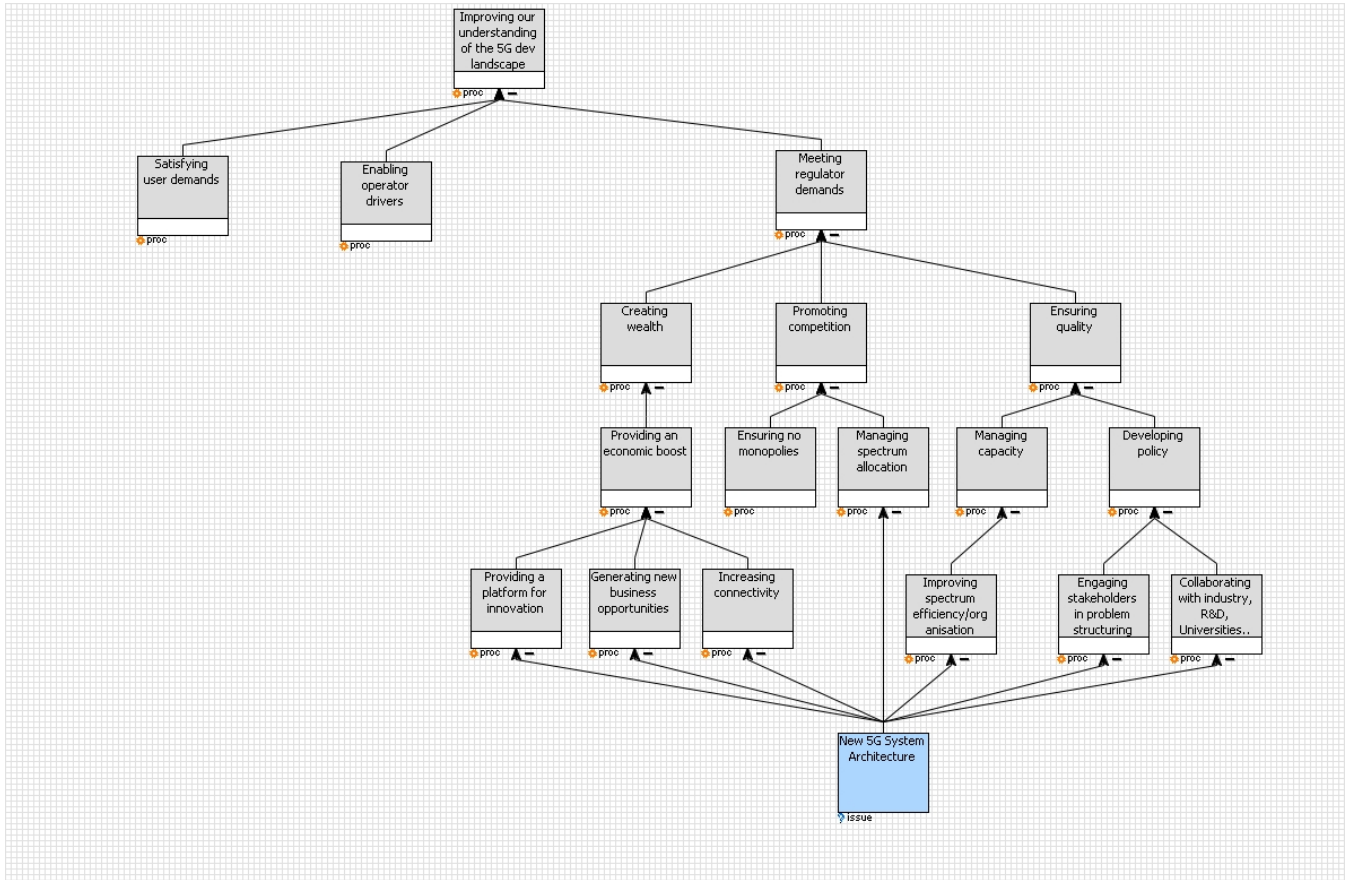 Improving our
understanding
of the 5G dev
landscape
proc
Satisfying
user demands
proc
Enabling
operator
drivers
proc
Meeting
regulator
demands
proc
Creating
wealth
proc
Promoting
competition
proc
Ensuring
quality
proc
Providing an
economic boost
proc
Ensuring no
monopolies
proc
Managing
spectrum
allocation
proc
Managing
capacity
proc
Developing
policy
proc
Providing a
platform for
innovation
proc
Generating new
business
opportunities
proc
Increasing
connectivity
proc
Improving
spectrum
efficiency/org
anisation
proc
Engaging
stakeholders
in problem
structuring
proc
Collaborating
with industry,
R&D,
Universities..
proc
New 5G System
Architecture
? issue